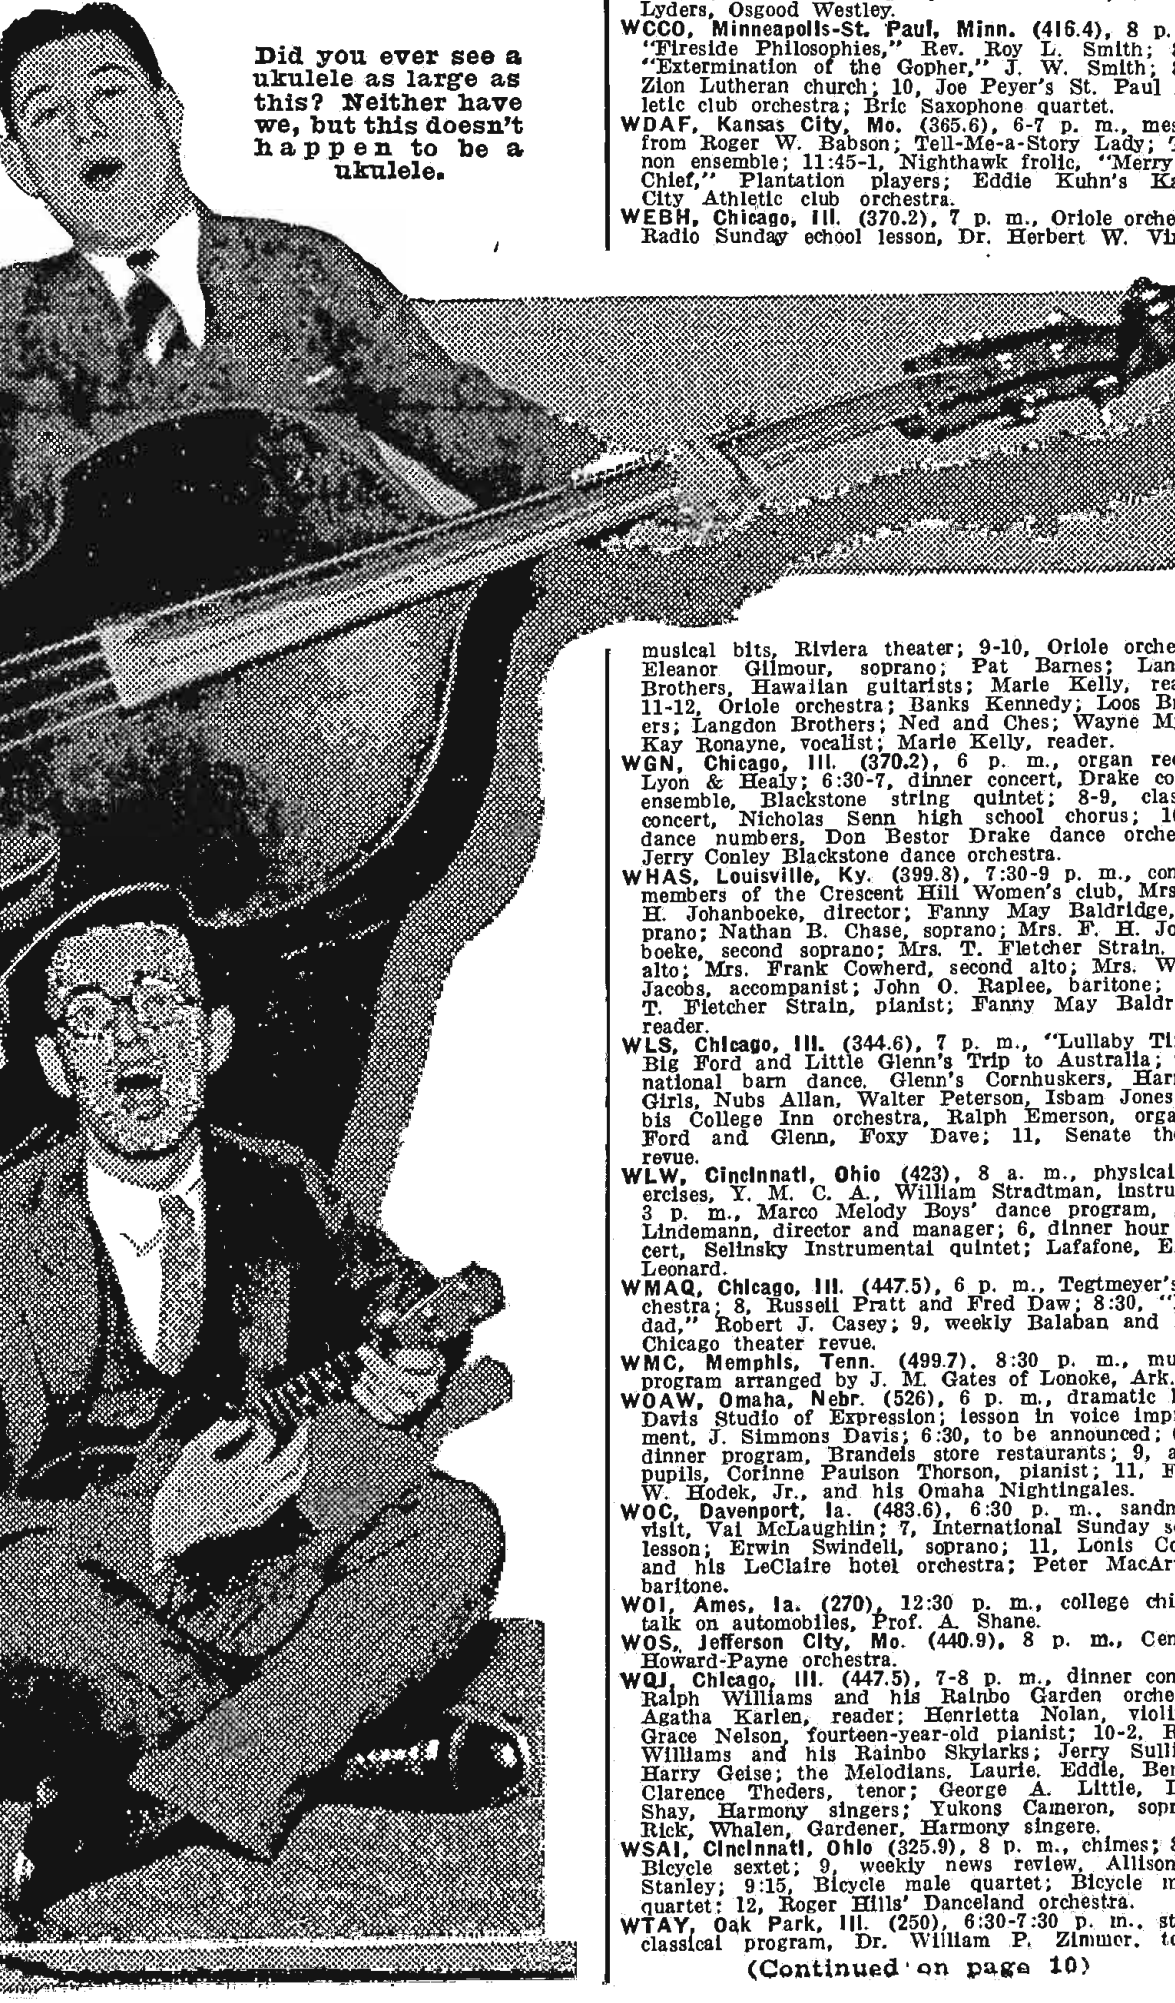 Did you ever see a
ukulele as large as
this? Neither have
we, but this doesn't
happen to be a
ukulele.
Lyders, Osgood Westley.
WCCO, Minneapolis-St. Paul, Minn. (416.4), 8 p.
"Fireside Philosophies," Rev. Roy L. Smith;
"Extermination of the Gopher," J. W. Smith;
Zion Lutheran church; 10, Joe Peyer's St. Paul
letic club orchestra; Bric Saxophone quartet.
WDAF, Kansas City, Mo. (365.6), 6-7 p. m., mes
from Roger W. Babson; Tell-Me-a-Story Lady;
non ensemble; 11:45-1, Nighthawk frolic, "Merry
Chief," Plantation players; Eddie Kuhn's Ka
City Athletic club orchestra.
WEBH, Chicago, Ill. (370.2), 7 p. m., Oriole orche
Radio Sunday echool lesson, Dr. Herbert W. Vi
musical bits, Riviera theater; 9-10, Oriole orche
Eleanor Gilmour, soprano; Pat Barnes; Lan
Brothers, Hawaiian guitarists; Marie Kelly, rea
11-12, Oriole orchestra; Banks Kennedy; Loos B
ers; Langdon Brothers; Ned and Ches; Wayne M
Kay Ronayne, vocalist; Marie Kelly, reader.
WGN, Chicago, Ill. (370.2), 6 p. m., organ rec
Lyon & Healy; 6:30-7, dinner concert, Drake co
ensemble, Blackstone string quintet; 8-9, clas
concert, Nicholas Senn high school chorus; 1
dance numbers, Don Bestor Drake dance orche
Jerry Conley Blackstone dance orchestra.
WHAS, Louisville, Ky. (399.8), 7:30-9 p. m., con
members of the Crescent Hill Women's club, Mrs
H. Johanboeke, director; Fanny May Baldridge,
prano; Nathan B. Chase, soprano; Mrs. F. H. Jo
boeke, second soprano; Mrs. T. Fletcher Strain.
alto; Mrs. Frank Cowherd, second alto; Mrs. W
Jacobs, accompanist; John O. Raplee, baritone;
T. Fletcher Strain, pianist; Fanny May Baldr
reader.
WLS, Chicago, Ill. (344.6), 7 p. m., "Lullaby Ti
Big Ford and Little Glenn's Trip to Australia;
national barn dance, Glenn's Cornhuskers, Har
Girls, Nubs Allan, Walter Peterson, Isbam Jones
bis College Inn orchestra, Ralph Emerson, orga
Ford and Glenn, Foxy Dave; 11, Senate th
revue.
WLW, Cincinnati, Ohio (423), 8 a. m., physical
ercises, Y. M. C. A., William Stradtman, instru
3 p. m., Marco Melody Boys' dance program,
Lindemann, director and manager; 6, dinner hour
cert, Selinsky Instrumental quintet; Lafafone, E
Leonard.
WMAQ, Chicago, Ill. (447.5), 6 p. m., Tegtmeyer's
chestra; 8, Russell Pratt and Fred Daw; 8:30, "
dad," Robert J. Casey; 9, weekly Balaban and
Chicago theater revue.
WMC, Memphis, Tenn. (499.7), 8:30 p. m., mu
program arranged by J. M. Gates of Lonoke, Ark.
WOAW, Omaha, Nebr. (526), 6 p. m., dramatic
Davis Studio of Expression; lesson in voice imp
ment, J. Simmons Davis; 6:30, to be announced;
dinner program, Brandeis store restaurants; 9, a
pupils, Corinne Paulson Thorson, pianist; 11, F
W. Hodek, Jr., and his Omaha Nightingales.
WOC, Davenport, Ia. (483.6), 6:30 p. m., sandm
visit, Val McLaughlin; 7, International Sunday s
lesson; Erwin Swindell, soprano; 11, Lonis Co
and his LeClaire hotel orchestra; Peter MacAr
baritone.
WOI, Ames, Ia. (270), 12:30 p. m., college chi
talk on automobiles, Prof. A. Shane.
WOS, Jefferson City, Mo. (440.9), 8 p. m., Cen
Howard-Payne orchestra.
WQJ, Chicago, Ill. (447.5), 7-8 p. m., dinner con
Ralph Williams and his Rainbo Garden orche
Agatha Karlen, reader; Henrietta Nolan, violi
Grace Nelson, fourteen-year-old pianist; 10-2, R
Williams and his Rainbo Skylarks; Jerry Sulli
Harry Geise; the Melodians, Laurie, Eddie, Ber
Clarence Theders, tenor; George A. Little, L
Shay, Harmony singers; Yukons Cameron, sopr
Rick, Whalen, Gardener, Harmony singere.
WSAI, Cincinnati, Ohio (325.9), 8 p. m., chimes; 8
Bicycle sextet; 9, weekly news review, Allison
Stanley; 9:15, Bicycle male quartet; Bicycle m
quartet; 12, Roger Hills' Danceland orchestra.
WTAY, Oak Park, Ill. (250), 6:30-7:30 p. m., st
classical program, Dr. William P. Zimmer, te
(Continued on page 10)